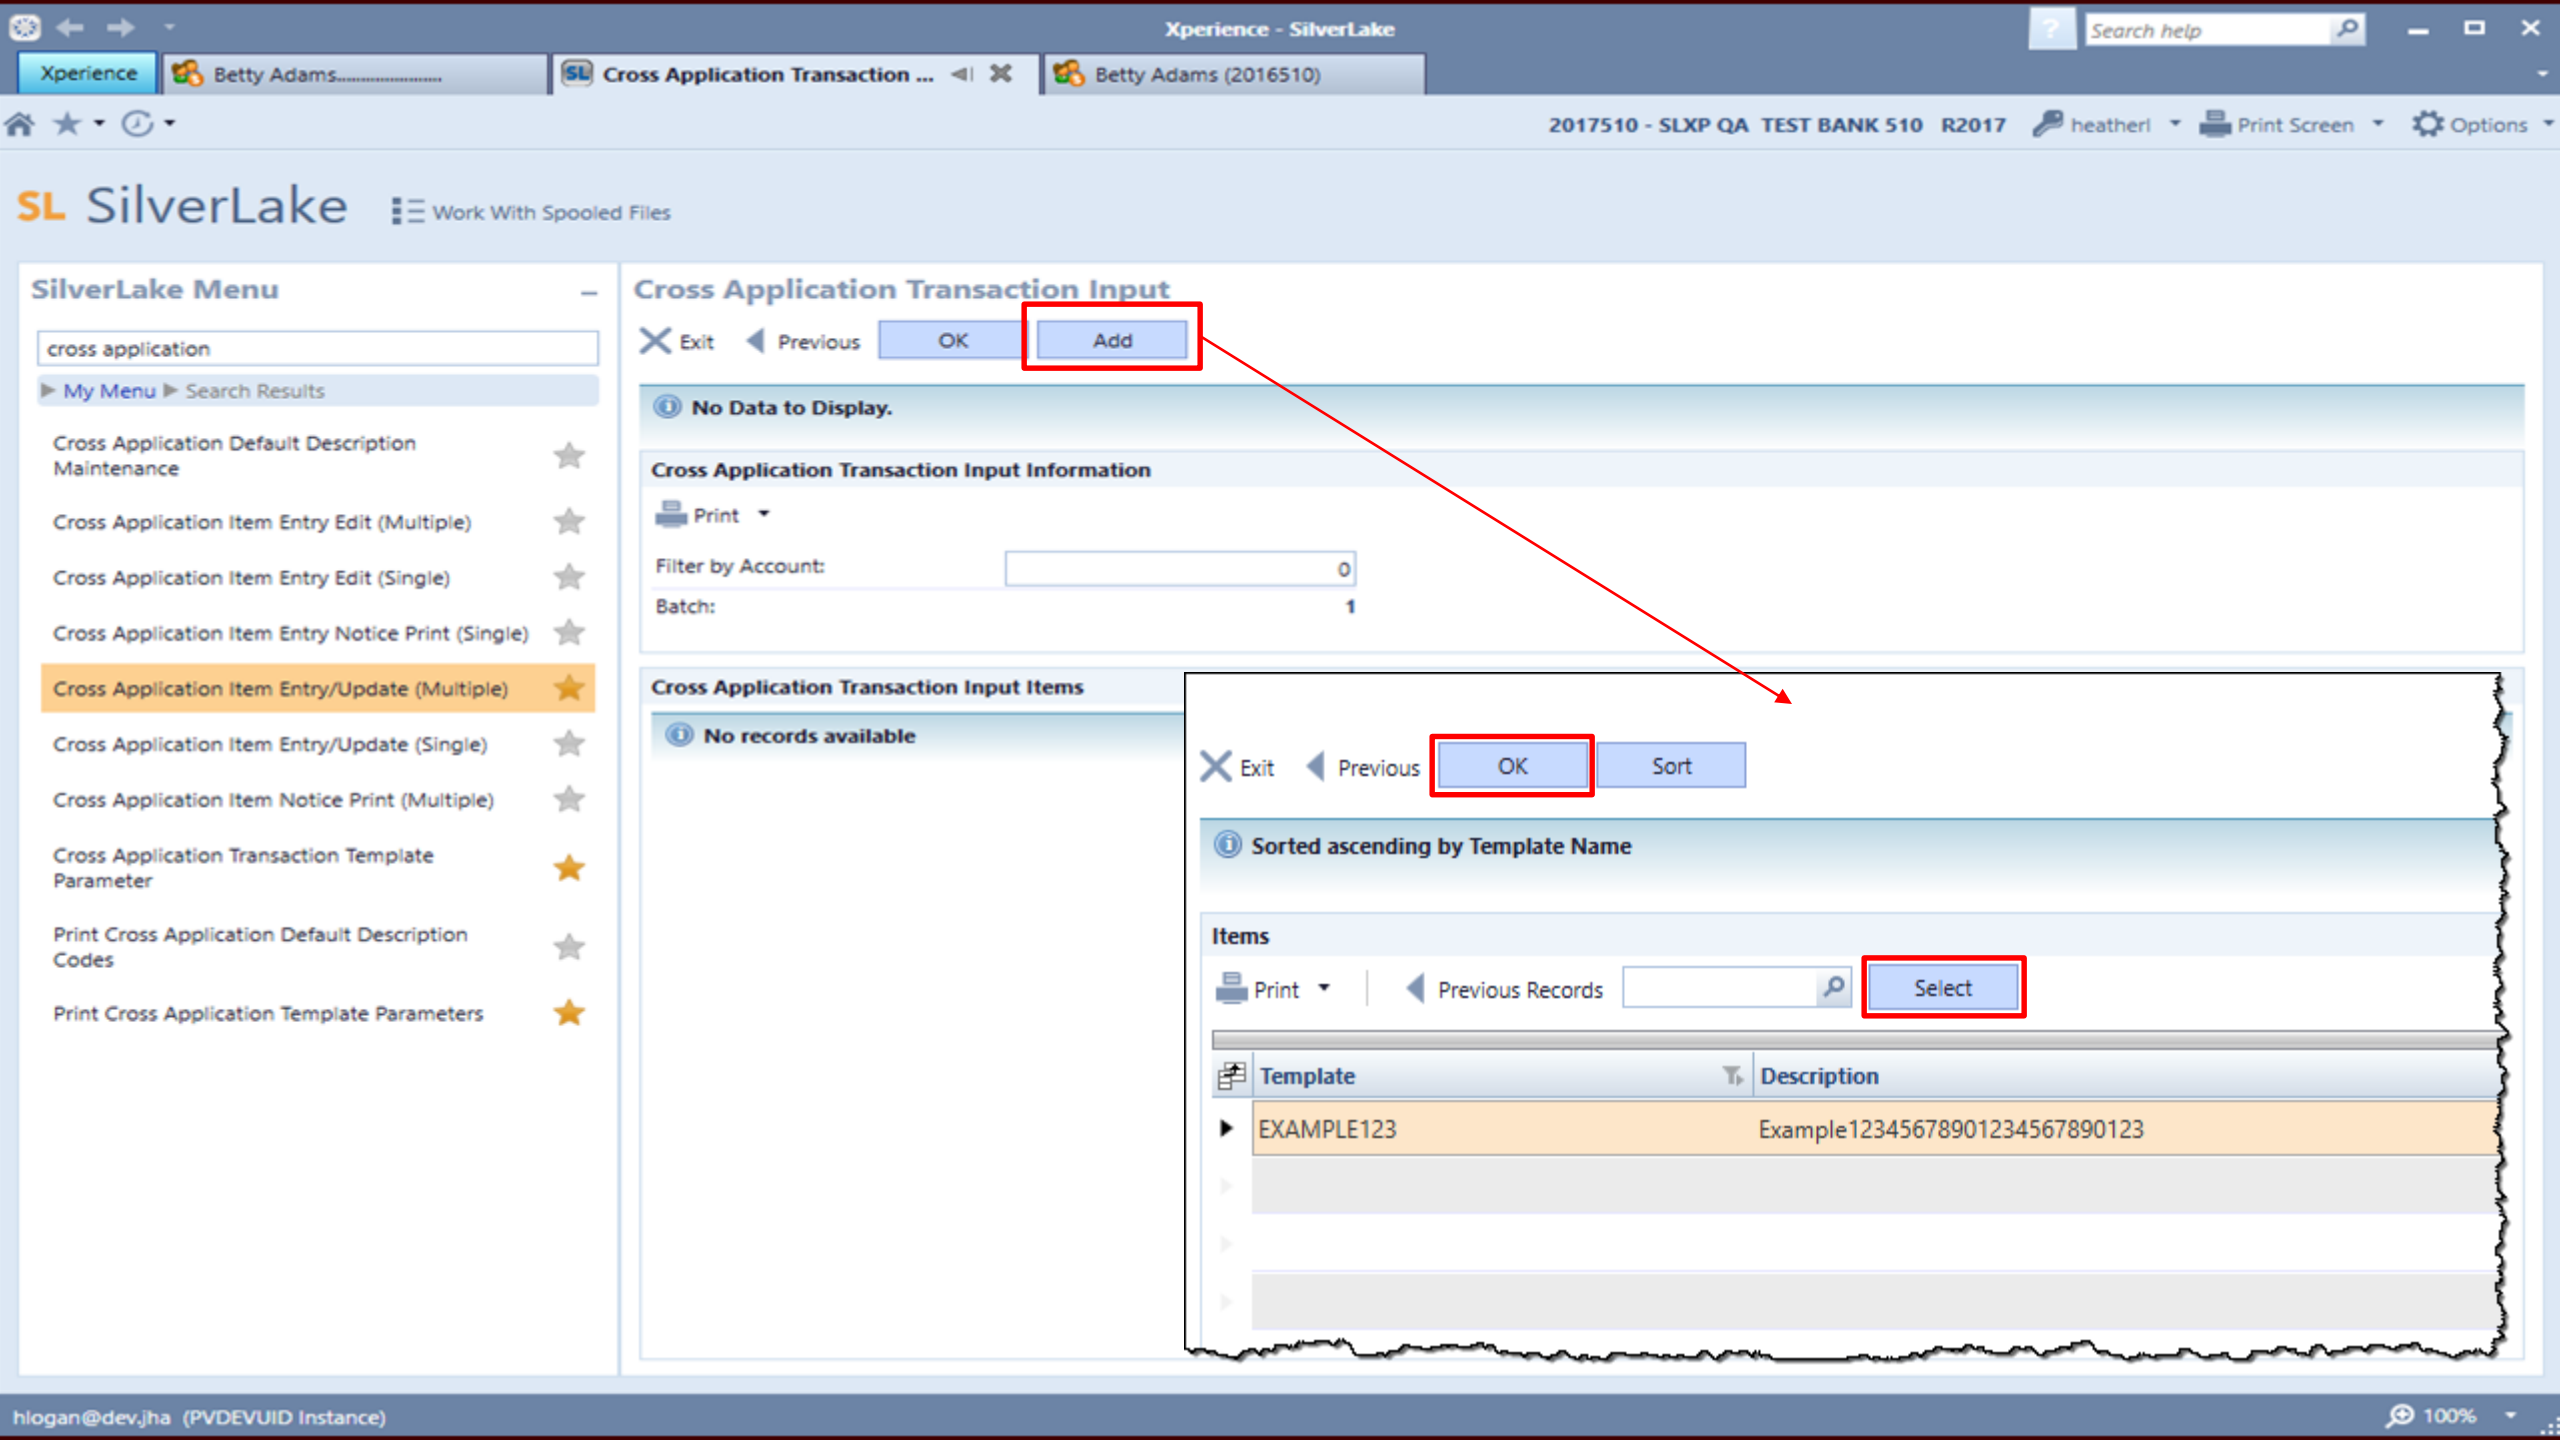 Xperience - SilverLake
Search help
Xperience
Betty Adams.......................
SL Cross Application Transaction ...
Betty Adams (2016510)
2017510 - SLXP QA TEST BANK 510 R2017
heatherl
Print Screen
Options
SL SilverLake
Work With Spooled Files
SilverLake Menu
cross application
My Menu
Search Results
Cross Application Default Description
Maintenance
Cross Application Item Entry Edit (Multiple)
Cross Application Item Entry Edit (Single)
Cross Application Item Entry Notice Print (Single)
Cross Application Item Entry/Update (Multiple)
Cross Application Item Entry/Update (Single)
Cross Application Item Notice Print (Multiple)
Cross Application Transaction Template
Parameter
Print Cross Application Default Description
Codes
Print Cross Application Template Parameters
Cross Application Transaction Input
Exit
Previous
OK
Add
No Data to Display.
Cross Application Transaction Input Information
Print
Filter by Account: 0
Batch: 1
Cross Application Transaction Input Items
No records available
Exit
Previous
OK
Sort
Sorted ascending by Template Name
Items
Print
Previous Records
Select
Template
Description
EXAMPLE123
Example12345678901234567890123
hlogan@dev.jha (PVDEVUID Instance)
100%